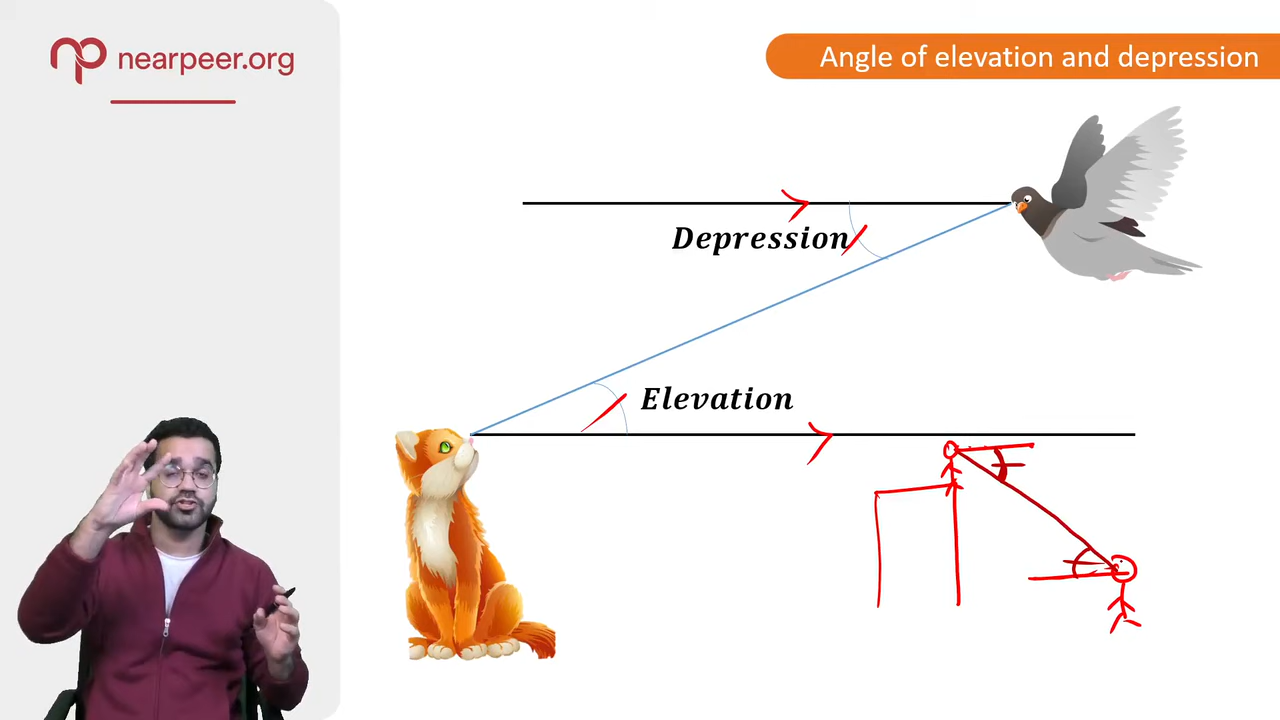 nearpeer.org
Angle of elevation and depression
Depression
Elevation